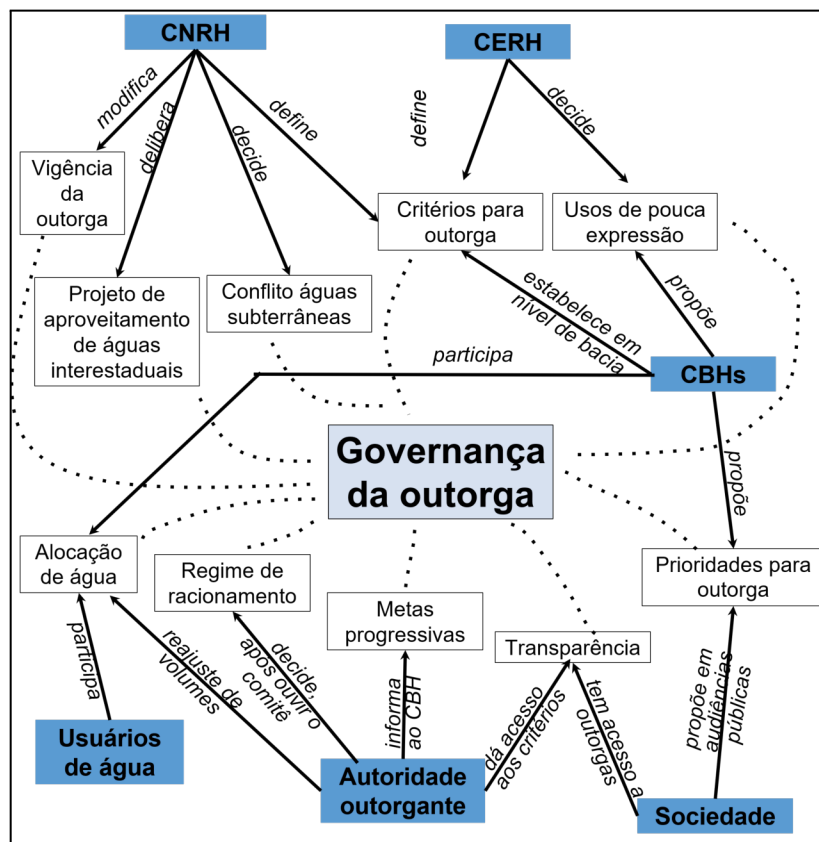 CNRH
CERH
modifica
delibera
decide
define
define
decide
Vigência
da
outorga
Critérios para
outorga
Usos de pouca
expressão
Projeto de
aproveitamento
de águas
interestaduais
Conflito águas
subterrâneas
estabelece em
nível de bacia
propõe
participa
CBHs
Governança
da outorga
propõe
Alocação
de água
Regime de
racionamento
Metas
progressivas
Transparência
Prioridades para
outorga
participa
reajuste de
volumes
decide,
apos ouvir o
comitê
informa
ao CBH
dá acesso
aos critérios
tem acesso a
outorgas
propõe em
audiências
públicas
Usuários
de água
Autoridade
outorgante
Sociedade